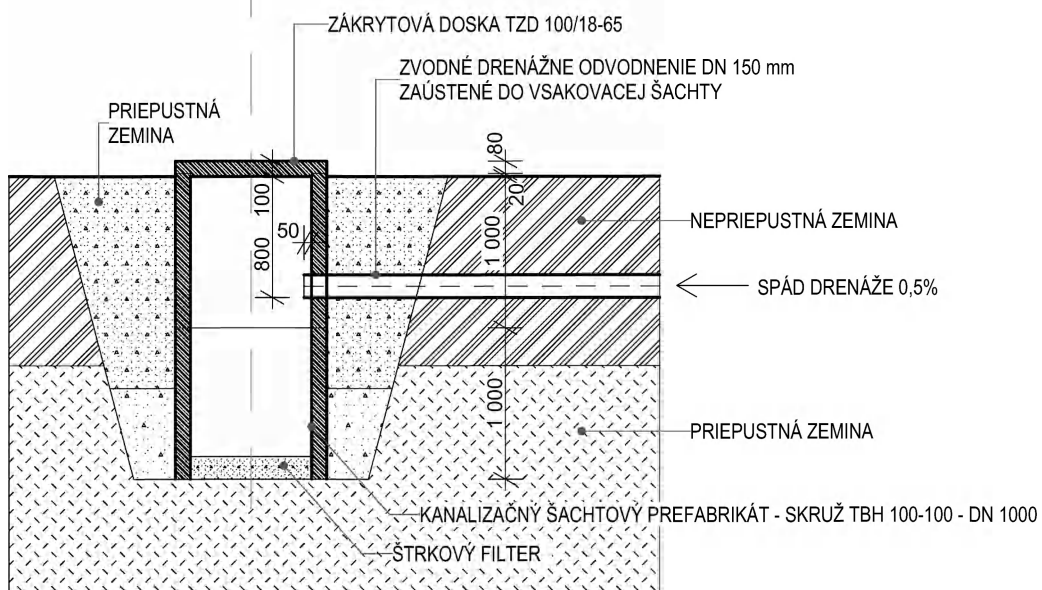 ZÁKRYTOVÁ DOSKA TZD 100/18-65
ZVODNÉ DRENÁŽNE ODVODNENIE DN 150 mm
ZAÚSTENÉ DO VSAKOVACEJ ŠACHTY
PRIEPUSTNÁ
ZEMINA
80
20
100
50
800
1 000
NEPRIEPUSTNÁ ZEMINA
SPÁD DRENÁŽE 0,5%
1 000
PRIEPUSTNÁ ZEMINA
KANALIZAČNÝ ŠACHTOVÝ PREFABRIKÁT - SKRUŽ TBH 100-100 - DN 1000
ŠTRKOVÝ FILTER